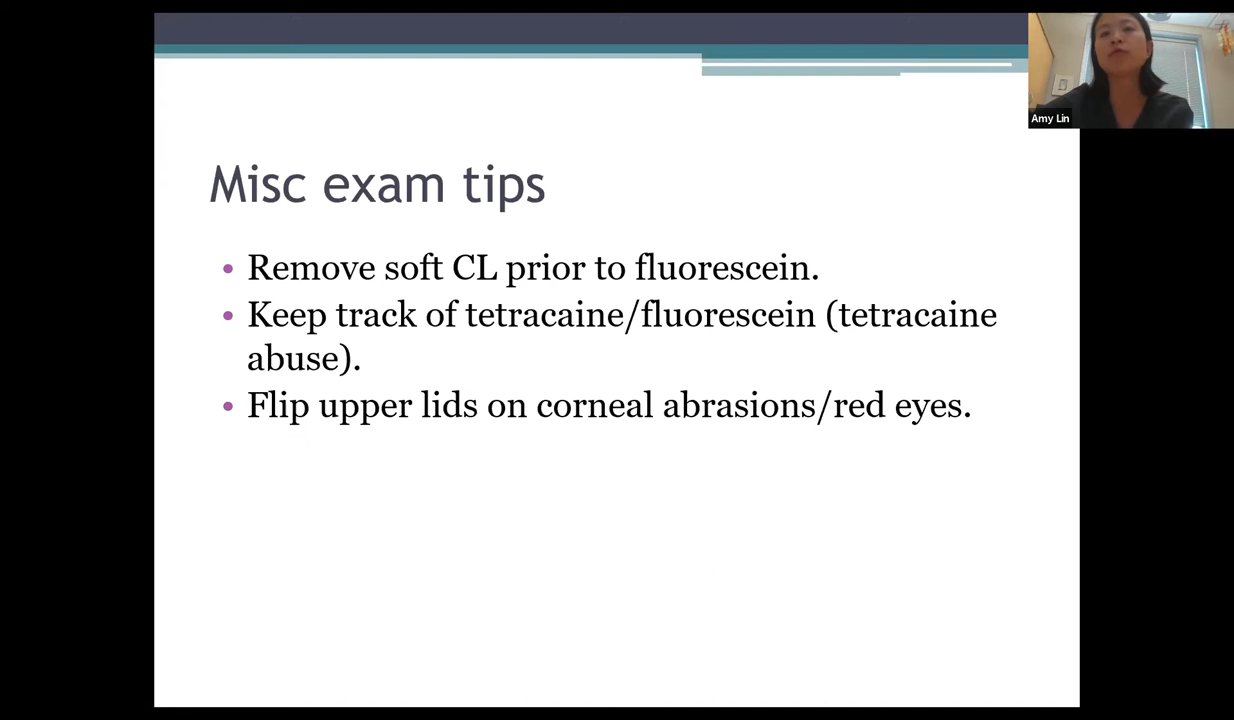 Amy Lin
Misc exam tips
• Remove soft CL prior to fluorescein.
• Keep track of tetracaine/fluorescein (tetracaine
abuse).
• Flip upper lids on corneal abrasions/red eyes.